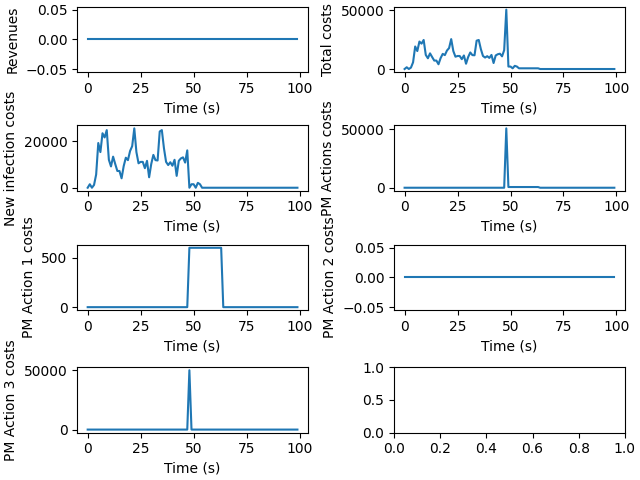 Revenues
0.05
0.00
−0.05
0 25 50 75 100
Time (s)
Total costs
50000
0
0 25 50 75 100
Time (s)
New infection costs
20000
0
0 25 50 75 100
Time (s)
PM Actions costs
50000
0
0 25 50 75 100
Time (s)
PM Action 1 costs
500
0
0 25 50 75 100
Time (s)
PM Action 2 costs
0.05
0.00
−0.05
0 25 50 75 100
Time (s)
PM Action 3 costs
50000
0
0 25 50 75 100
Time (s)
1.0
0.5
0.0
0.0 0.2 0.4 0.6 0.8 1.0